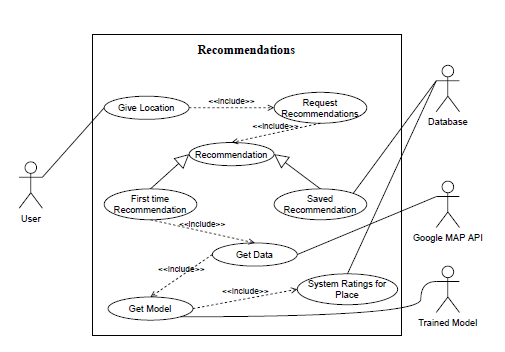 Recommendations
Give Location
<<Include>>
Request
Recommendations
<<Include>>
Database
Recommendation
First time
Recommendation
Saved
Recommendation
User
<<Include>>
Google MAP API
Get Data
<<Include>>
System Ratings for
Place
<<Include>>
Get Model
Trained Model